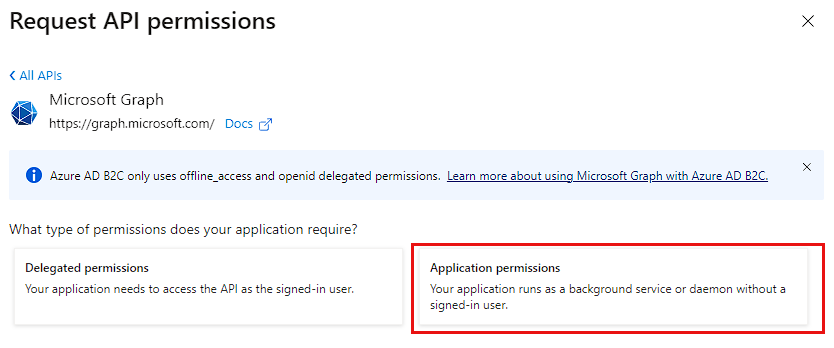 Request API permissions
All APIs
Microsoft Graph
https://graph.microsoft.com/ Docs
Azure AD B2C only uses offline_access and openid delegated permissions. Learn more about using Microsoft Graph with Azure AD B2C.
What type of permissions does your application require?
Delegated permissions
Your application needs to access the API as the signed-in user.
Application permissions
Your application runs as a background service or daemon without a
signed-in user.